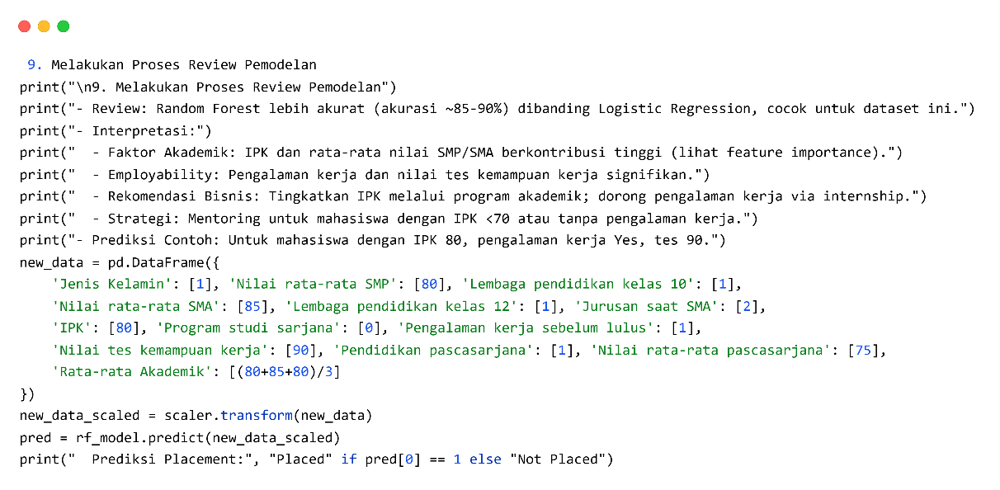 9. Melakukan Proses Review Pemodelan
print("\n9. Melakukan Proses Review Pemodelan")
print("- Review: Random Forest lebih akurat (akurasi ~85-90%) dibanding Logistic Regression, cocok untuk dataset ini.")
print("- Interpretasi:")
print("  - Faktor Akademik: IPK dan rata-rata nilai SMP/SMA berkontribusi tinggi (lihat feature importance).")
print("  - Employability: Pengalaman kerja dan nilai tes kemampuan kerja signifikan.")
print("  - Rekomendasi Bisnis: Tingkatkan IPK melalui program akademik; dorong pengalaman kerja via internship.")
print("  - Strategi: Mentoring untuk mahasiswa dengan IPK <70 atau tanpa pengalaman kerja.")
print("- Prediksi Contoh: Untuk mahasiswa dengan IPK 80, pengalaman kerja Yes, tes 90.")
new_data = pd.DataFrame({
    'Jenis Kelamin': [1], 'Nilai rata-rata SMP': [80], 'Lembaga pendidikan kelas 10': [1],
    'Nilai rata-rata SMA': [85], 'Lembaga pendidikan kelas 12': [1], 'Jurusan saat SMA': [2],
    'IPK': [80], 'Program studi sarjana': [0], 'Pengalaman kerja sebelum lulus': [1],
    'Nilai tes kemampuan kerja': [90], 'Pendidikan pascasarjana': [1], 'Nilai rata-rata pascasarjana': [75],
    'Rata-rata Akademik': [(80+85+80)/3]
})
new_data_scaled = scaler.transform(new_data)
pred = rf_model.predict(new_data_scaled)
print("  Prediksi Placement:", "Placed" if pred[0] == 1 else "Not Placed")